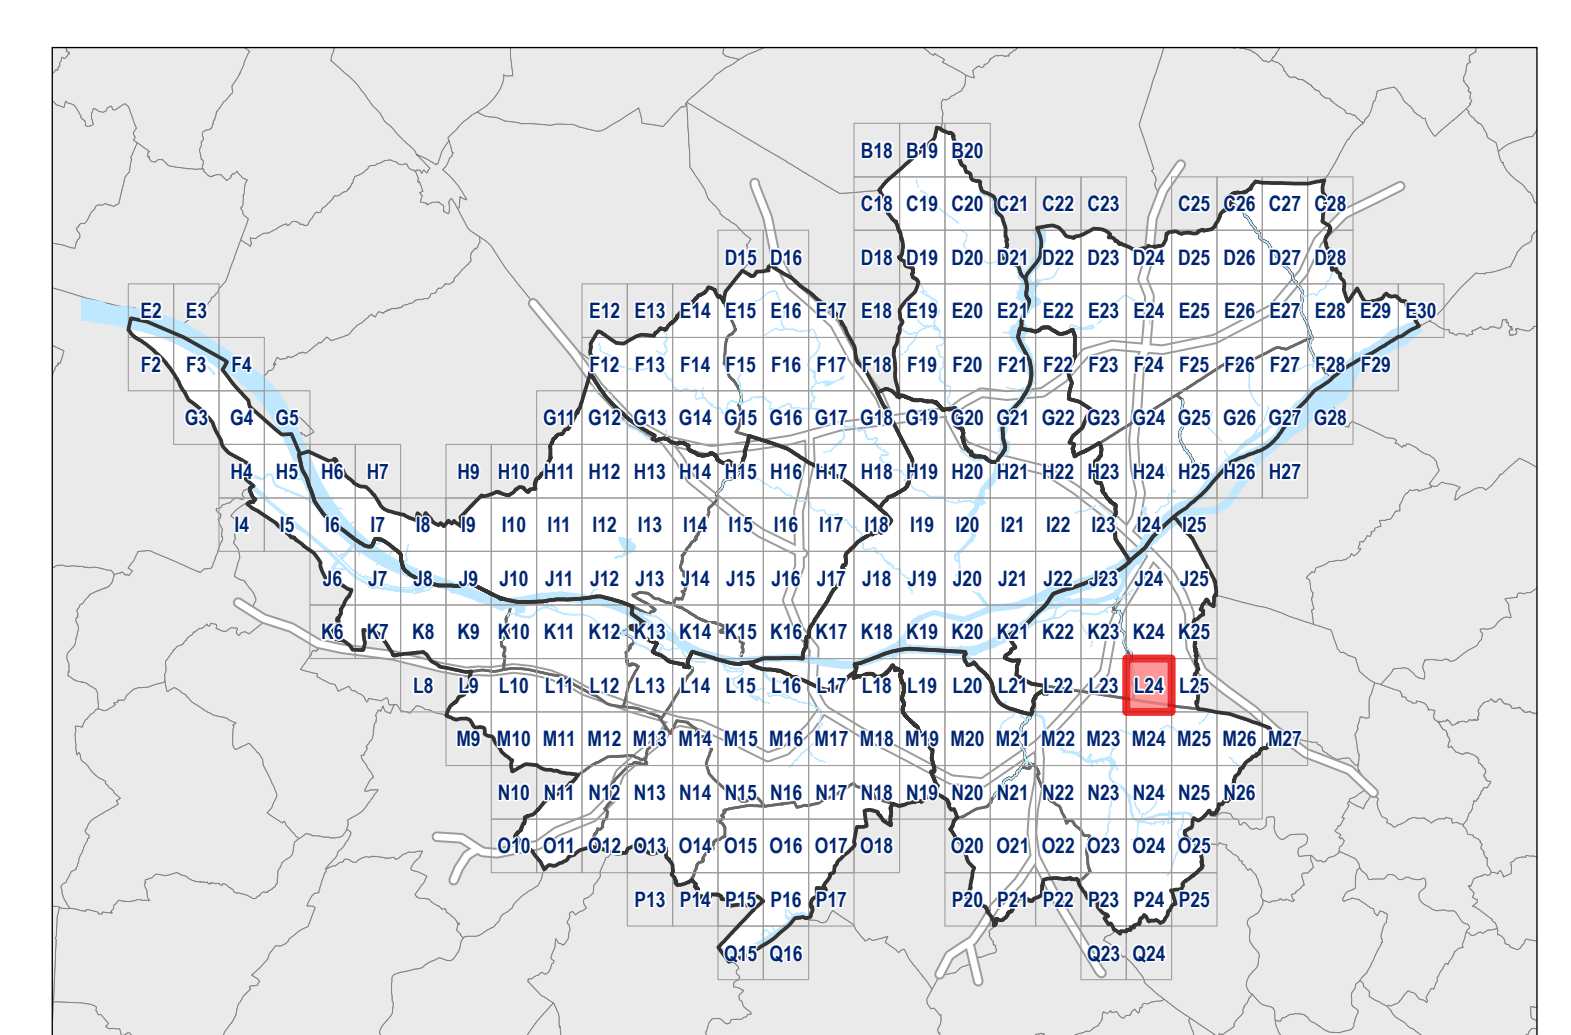 B18 B19 B20
C18 C19 C20 C21 C22 C23 C25 C26 C27 C28
D15 D16 D18 D19 D20 D21 D22 D23 D24 D25 D26 D27 D28
E2 E3 E12 E13 E14 E15 E16 E17 E18 E19 E20 E21 E22 E23 E24 E25 E26 E27 E28 E29 E30
F2 F3 F4 F12 F13 F14 F15 F16 F17 F18 F19 F20 F21 F22 F23 F24 F25 F26 F27 F28 F29
G3 G4 G5 G11 G12 G13 G14 G15 G16 G17 G18 G19 G20 G21 G22 G23 G24 G25 G26 G27 G28
H4 H5 H6 H7 H9 H10 H11 H12 H13 H14 H15 H16 H17 H18 H19 H20 H21 H22 H23 H24 H25 H26 H27
I4 I5 I6 I7 I8 I9 I10 I11 I12 I13 I14 I15 I16 I17 I18 I19 I20 I21 I22 I23 I24 I25
J6 J7 J8 J9 J10 J11 J12 J13 J14 J15 J16 J17 J18 J19 J20 J21 J22 J23 J24 J25
K6 K7 K8 K9 K10 K11 K12 K13 K14 K15 K16 K17 K18 K19 K20 K21 K22 K23 K24 K25
L8 L9 L10 L11 L12 L13 L14 L15 L16 L17 L18 L19 L20 L21 L22 L23 L24 L25
M9 M10 M11 M12 M13 M14 M15 M16 M17 M18 M19 M20 M21 M22 M23 M24 M25 M26 M27
N10 N11 N12 N13 N14 N15 N16 N17 N18 N19 N20 N21 N22 N23 N24 N25 N26
O10 O11 O12 O13 O14 O15 O16 O17 O18 O20 O21 O22 O23 O24 O25
P13 P14 P15 P16 P17 P20 P21 P22 P23 P24 P25
Q15 Q16 Q23 Q24